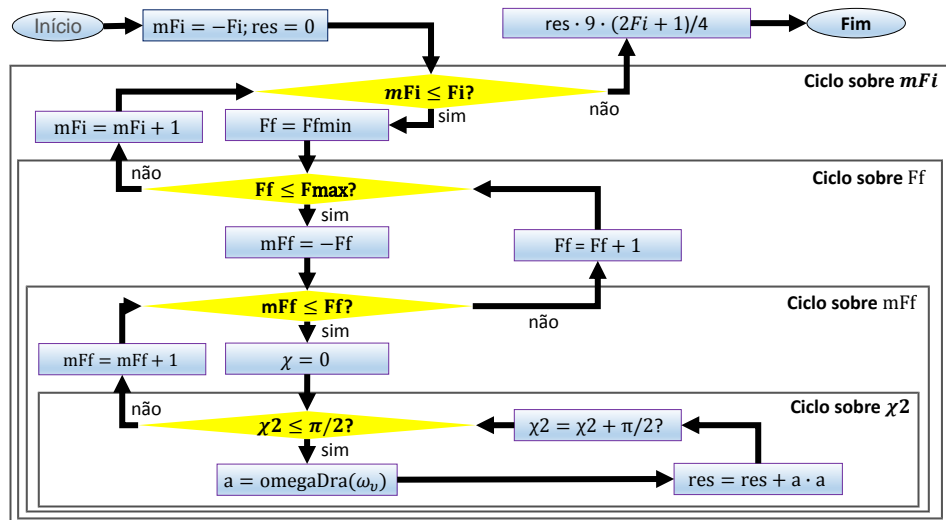 Início
mFi = −Fi; res = 0
res · 9 · (2Fi + 1)/4
Fim
Ciclo sobre mFi
mFi ≤ Fi?
não
sim
mFi = mFi + 1
Ff = Ffmin
não
Ciclo sobre Ff
Ff ≤ Fmax?
sim
mFf = −Ff
Ff = Ff + 1
Ciclo sobre mFf
mFf ≤ Ff?
não
sim
mFf = mFf + 1
χ = 0
não
Ciclo sobre χ2
χ2 ≤ π/2?
χ2 = χ2 + π/2?
sim
a = omegaDra(ω_υ)
res = res + a · a